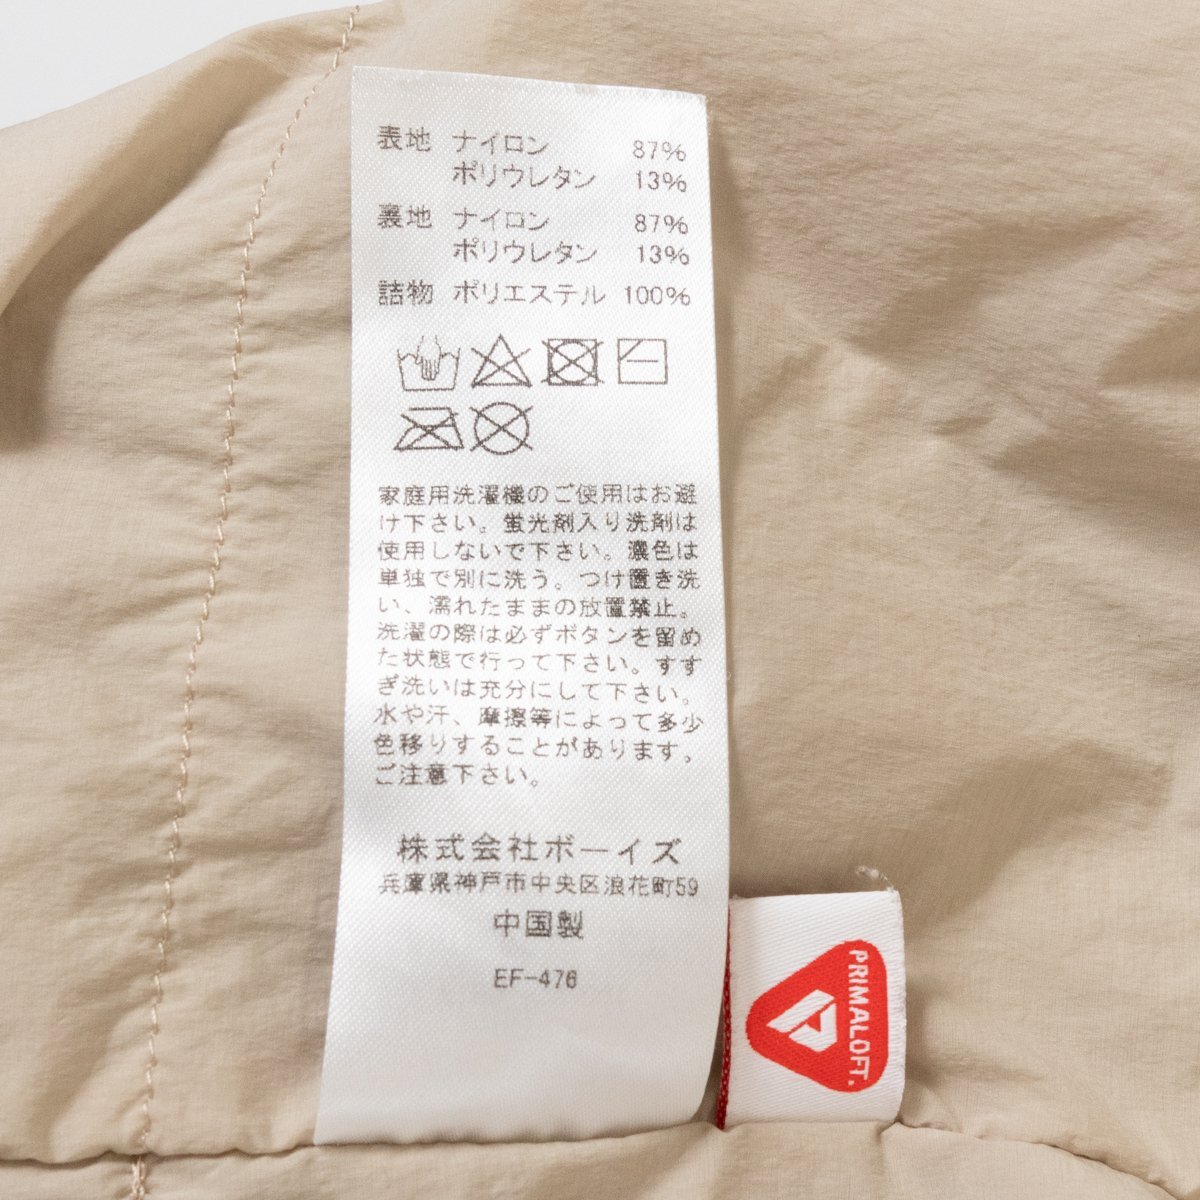 表地 ナイロン 87%
ポリウレタン 13%
裏地 ナイロン 87%
ポリウレタン 13%
詰物 ポリエステル 100%
家庭用洗濯機のご使用はお避
け下さい。蛍光剤入り洗剤は
使用しないで下さい。濃色は
単独で別に洗う。つけ置き洗
い、濡れたままの放置禁止。
洗濯の際は必ずボタンを留め
た状態で行って下さい。すす
ぎ洗いは充分にして下さい。
水や汗、摩擦等によって多少
色移りすることがあります。
ご注意下さい。
株式会社ボーイズ
兵庫県神戸市中央区浪花町59
中国製
EF-476
PRIMALOFT.